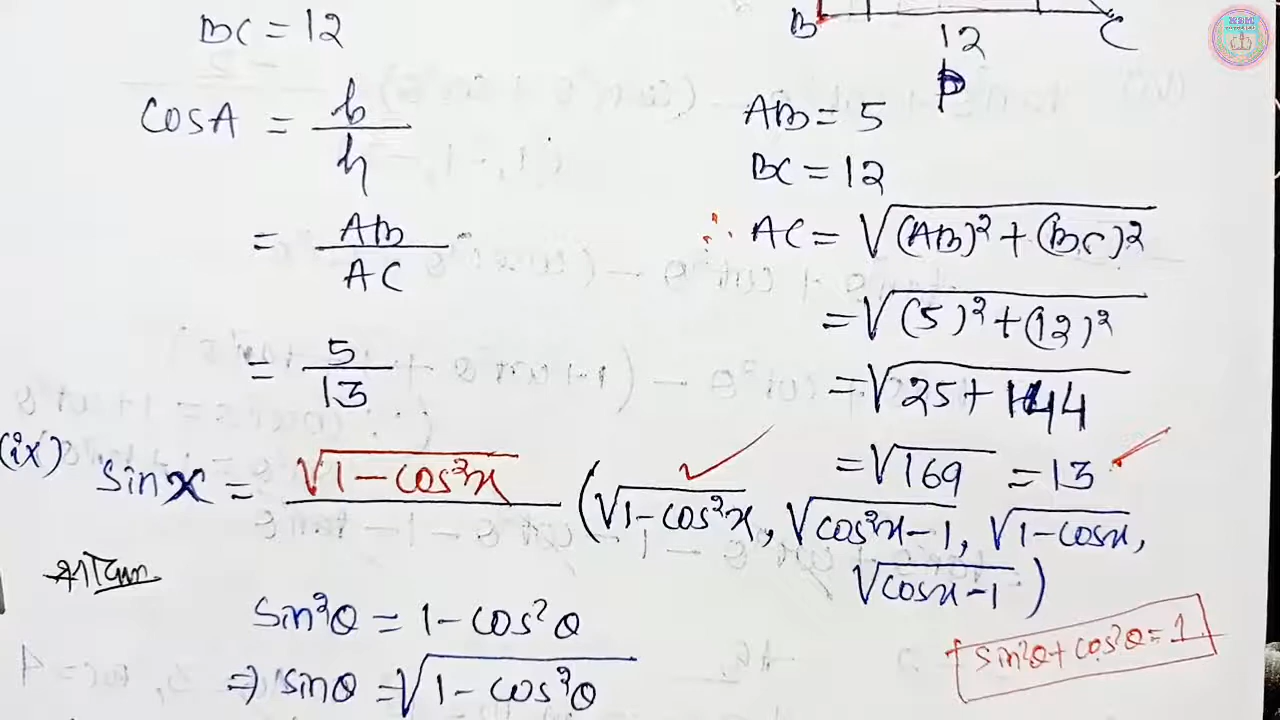 BC = 12
COSA = b/h
= AB/AC
= 5/13
B 12 C
p
AB = 5
BC = 12
∴ AC = √(AB)² + (BC)²
= √(5)² + (12)²
= √25 + 144
= √169 = 13
(ix) sinx = √1-cos²x (√1-cos²x, √cos²x-1, √1-cosx,
√cosx-1)
sin²θ = 1-cos²θ
⇒ sinθ = √1-cos²θ
sin²θ+cos²θ=1